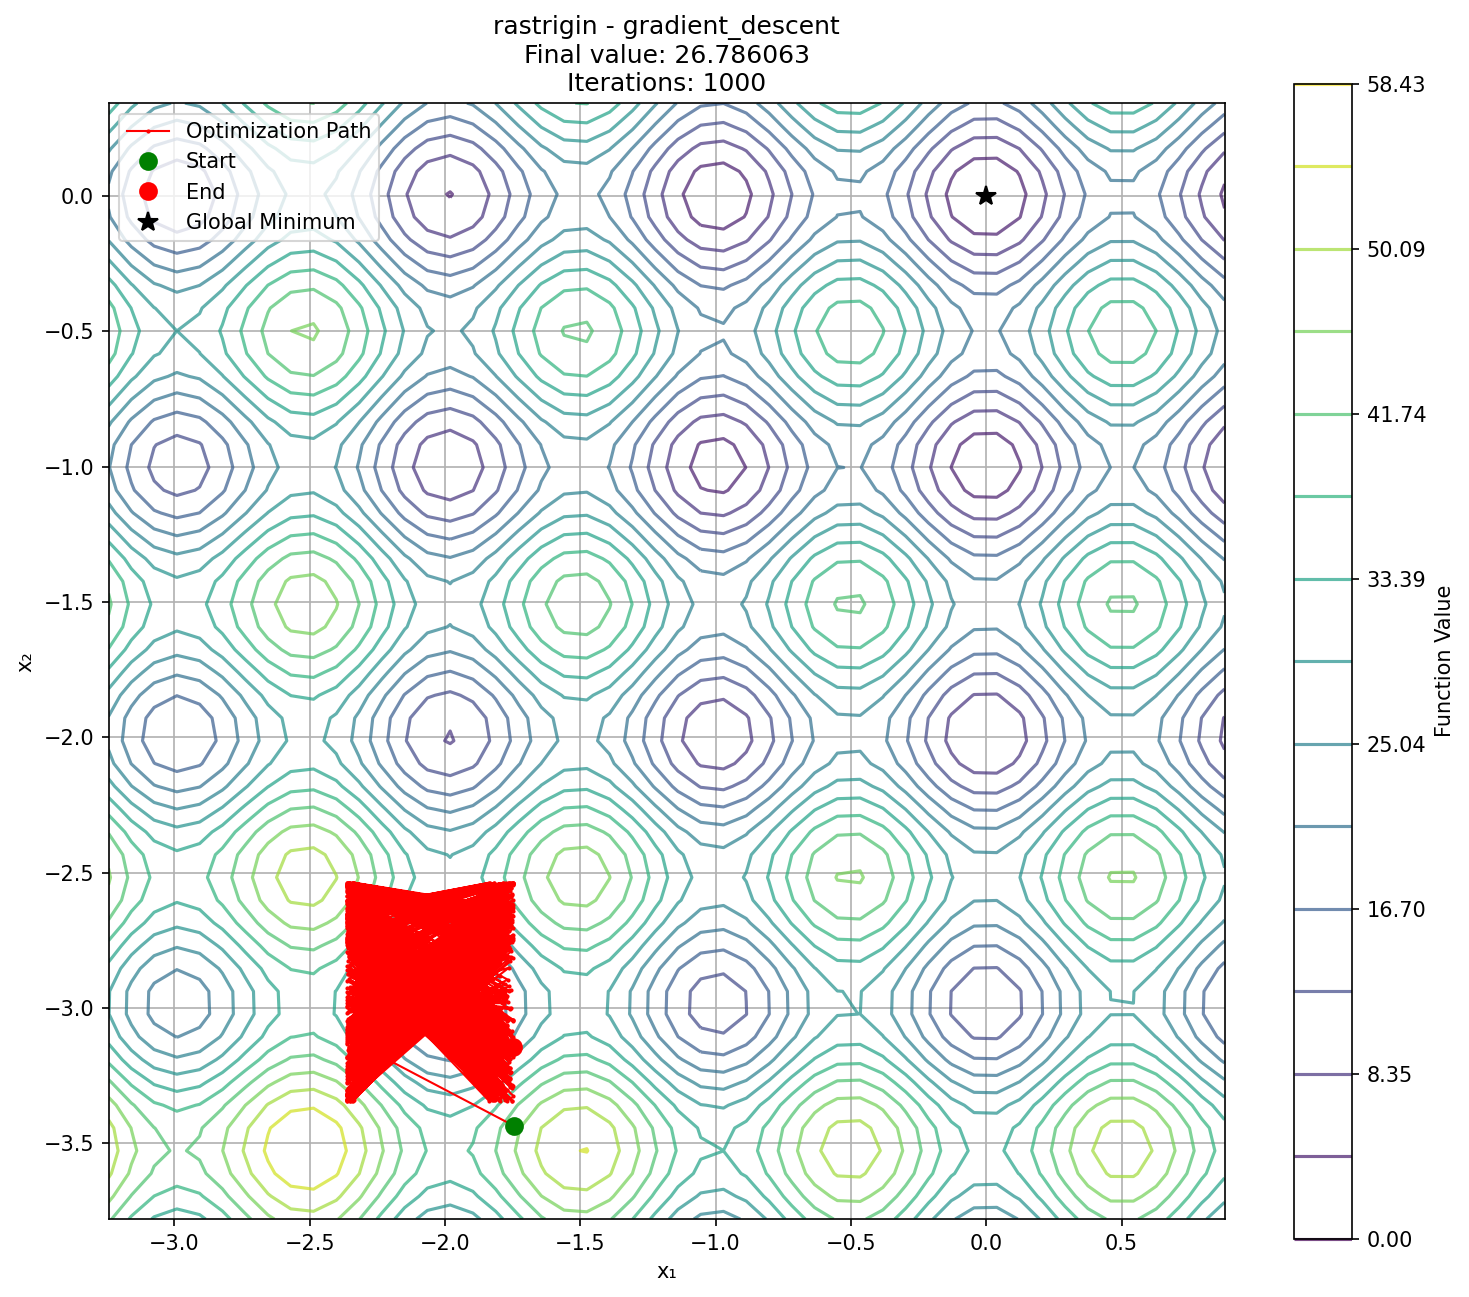 rastrigin - gradient_descent
Final value: 26.786063
Iterations: 1000
Optimization Path
Start
End
Global Minimum
0.0
−0.5
−1.0
−1.5
−2.0
−2.5
−3.0
−3.5
x₂
−3.0 −2.5 −2.0 −1.5 −1.0 −0.5 0.0 0.5
x₁
58.43
50.09
41.74
33.39
25.04
16.70
8.35
0.00
Function Value